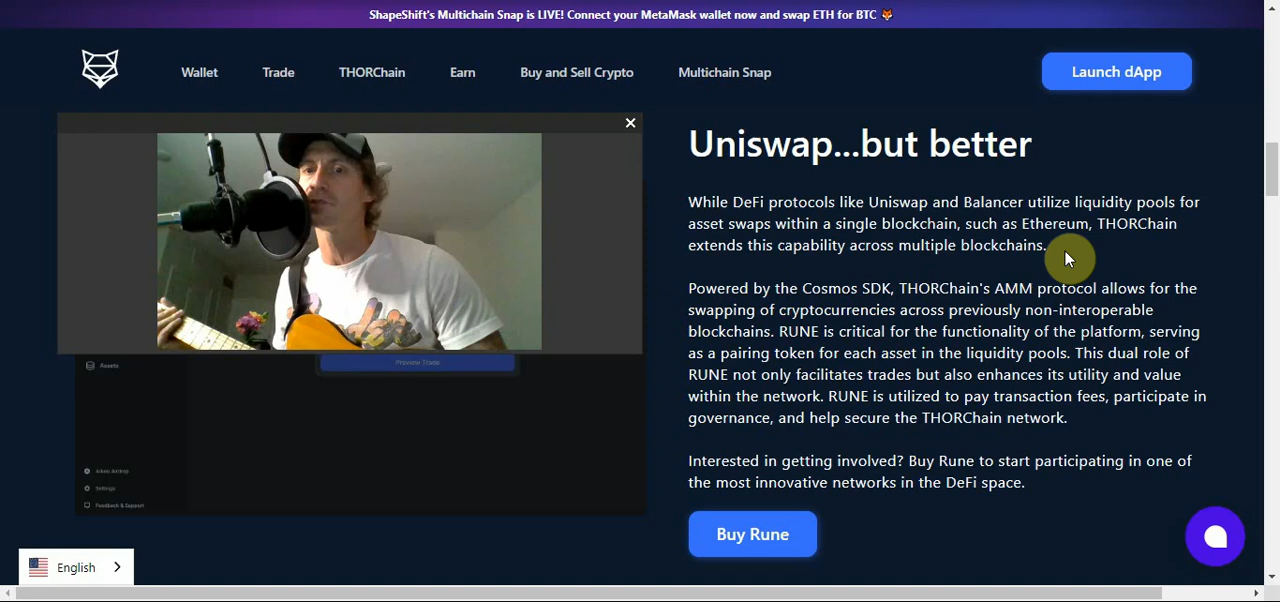 ShapeShift's Multichain Snap is LIVE! Connect your MetaMask wallet now and swap ETH for BTC 🦊
Wallet
Trade
THORChain
Earn
Buy and Sell Crypto
Multichain Snap
Launch dApp
Uniswap...but better
While DeFi protocols like Uniswap and Balancer utilize liquidity pools for
asset swaps within a single blockchain, such as Ethereum, THORChain
extends this capability across multiple blockchains.
Powered by the Cosmos SDK, THORChain's AMM protocol allows for the
swapping of cryptocurrencies across previously non-interoperable
blockchains. RUNE is critical for the functionality of the platform, serving
as a pairing token for each asset in the liquidity pools. This dual role of
RUNE not only facilitates trades but also enhances its utility and value
within the network. RUNE is utilized to pay transaction fees, participate in
governance, and help secure the THORChain network.
Interested in getting involved? Buy Rune to start participating in one of
the most innovative networks in the DeFi space.
Buy Rune
Preview Trade
Assets
Settings
Feedback & Support
English